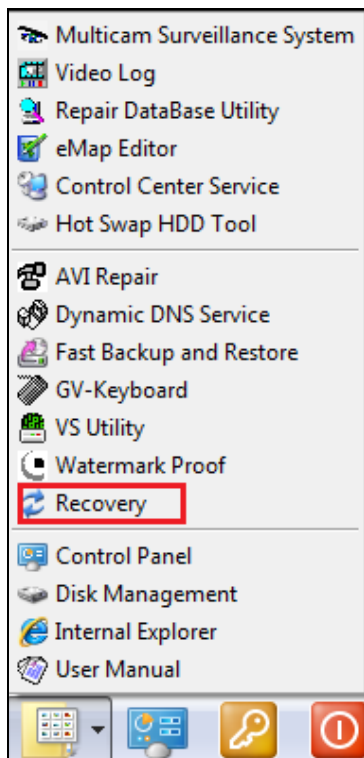 Multicam Surveillance System
Video Log
Repair DataBase Utility
eMap Editor
Control Center Service
Hot Swap HDD Tool
AVI Repair
Dynamic DNS Service
Fast Backup and Restore
GV-Keyboard
VS Utility
Watermark Proof
Recovery
Control Panel
Disk Management
Internal Explorer
User Manual